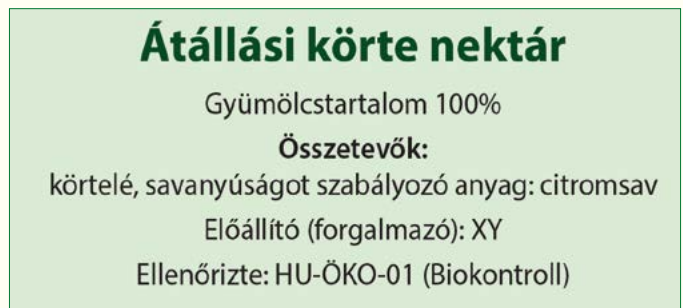 Átállási körte nektár
Gyümölcstartalom 100%
Összetevők:
körtelé, savanyúságot szabályozó anyag: citromsav
Előállító (forgalmazó): XY
Ellenőrizte: HU-ÖKO-01 (Biokontroll)